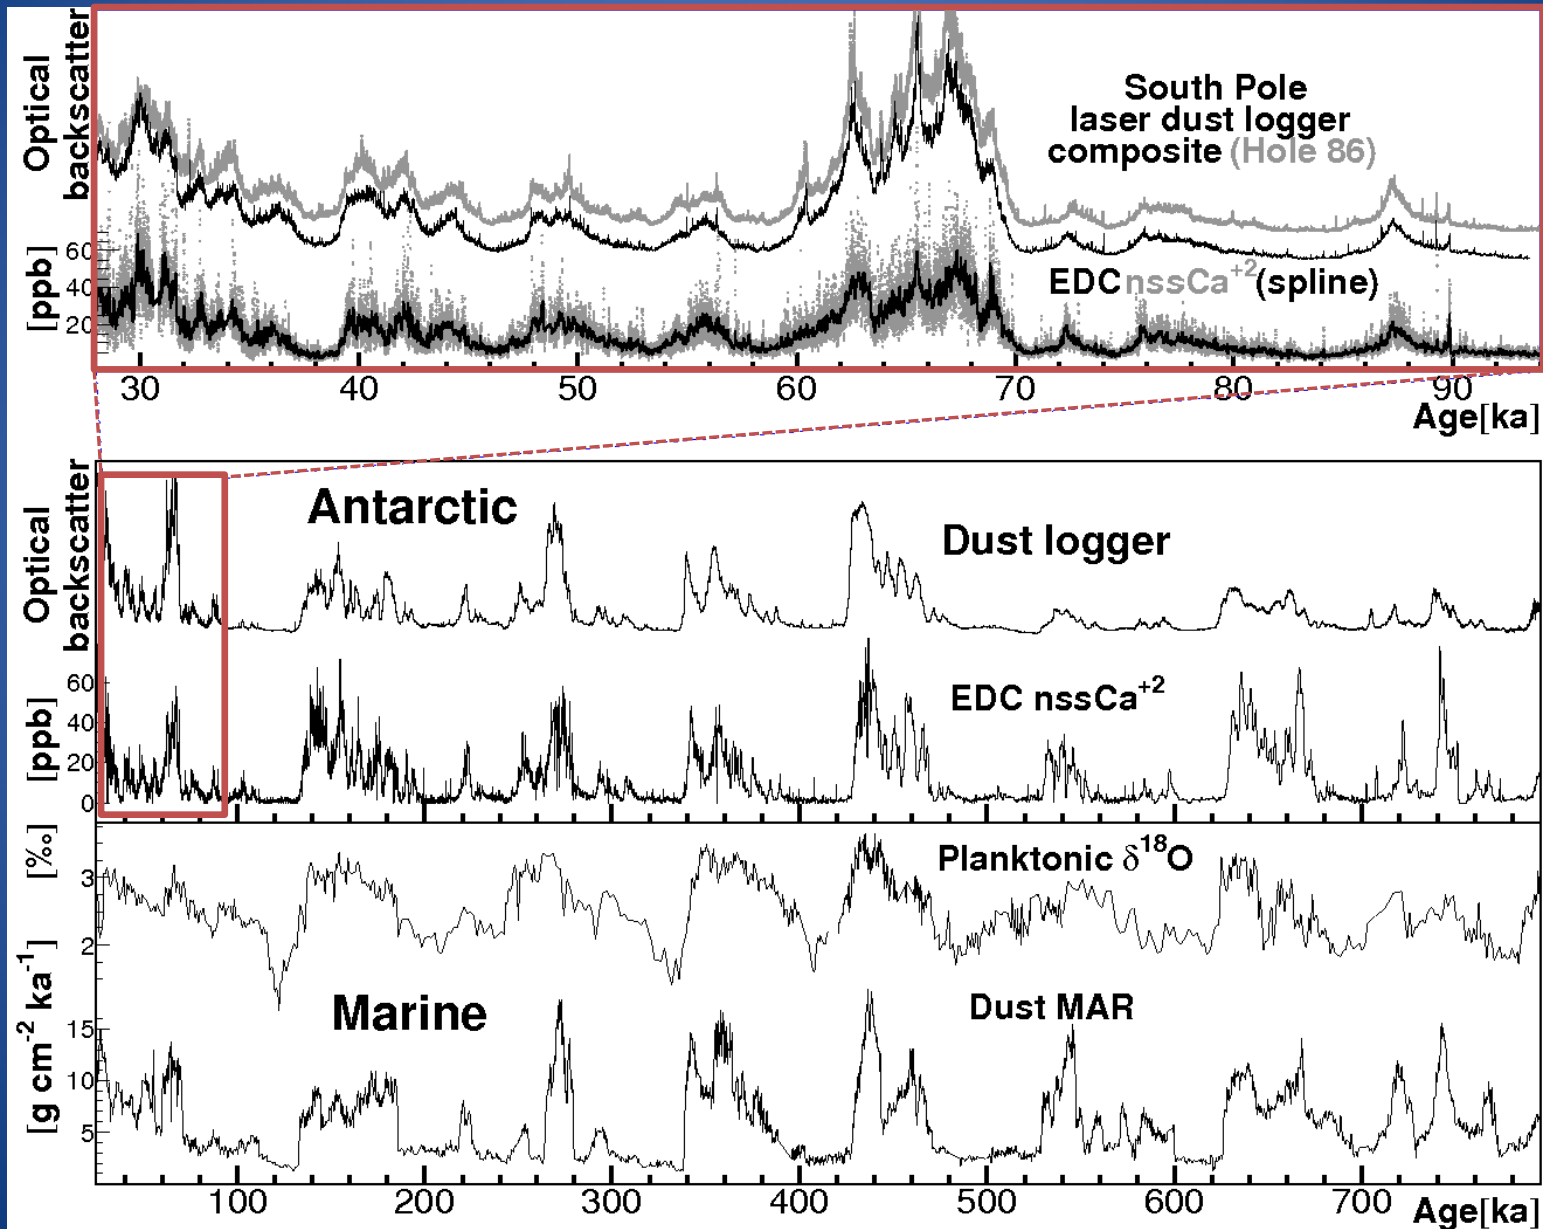 Optical
backscatter
South Pole
laser dust logger
composite (Hole 86)
[ppb]
60
40
20
EDC nssCa+2 (spline)
30 40 50 60 70 80 90
Age[ka]
Optical
backscatter
Antarctic
Dust logger
[ppb]
60
40
20
0
EDC nssCa+2
[‰]
3
2
Planktonic δ18O
[g cm-2 ka-1]
15
10
5
Marine
Dust MAR
100 200 300 400 500 600 700
Age[ka]